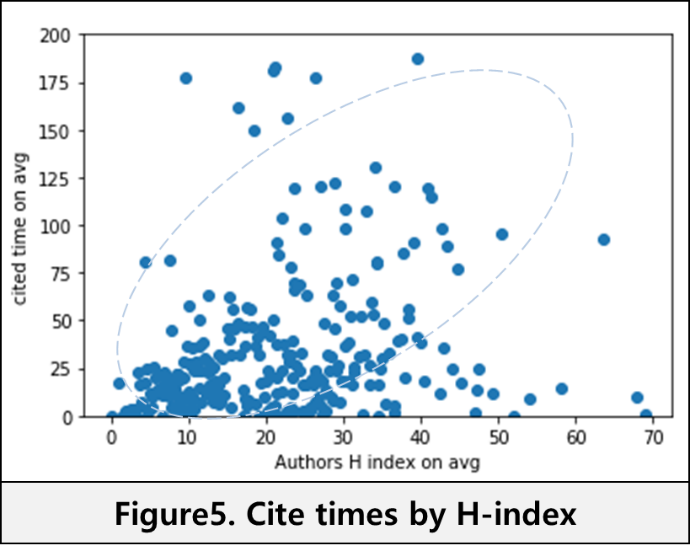 200
175
150
125
100
75
50
25
0
cited time on avg
0 10 20 30 40 50 60 70
Authors H index on avg
Figure5. Cite times by H-index